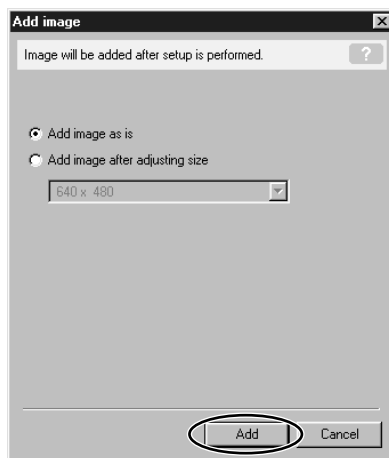 Add image
Image will be added after setup is performed.
?
Add image as is
Add image after adjusting size
640 x 480
Add
Cancel